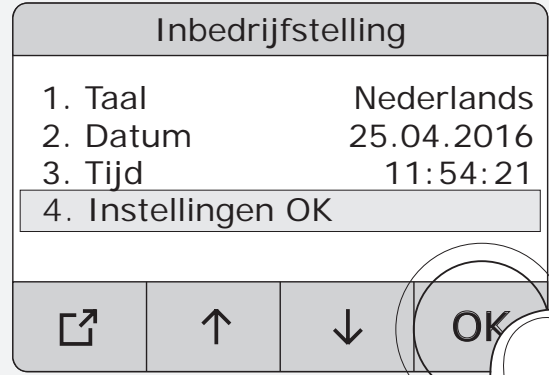 Inbedrijfstelling
1. Taal Nederlands
2. Datum 25.04.2016
3. Tijd 11:54:21
4. Instellingen OK
OK